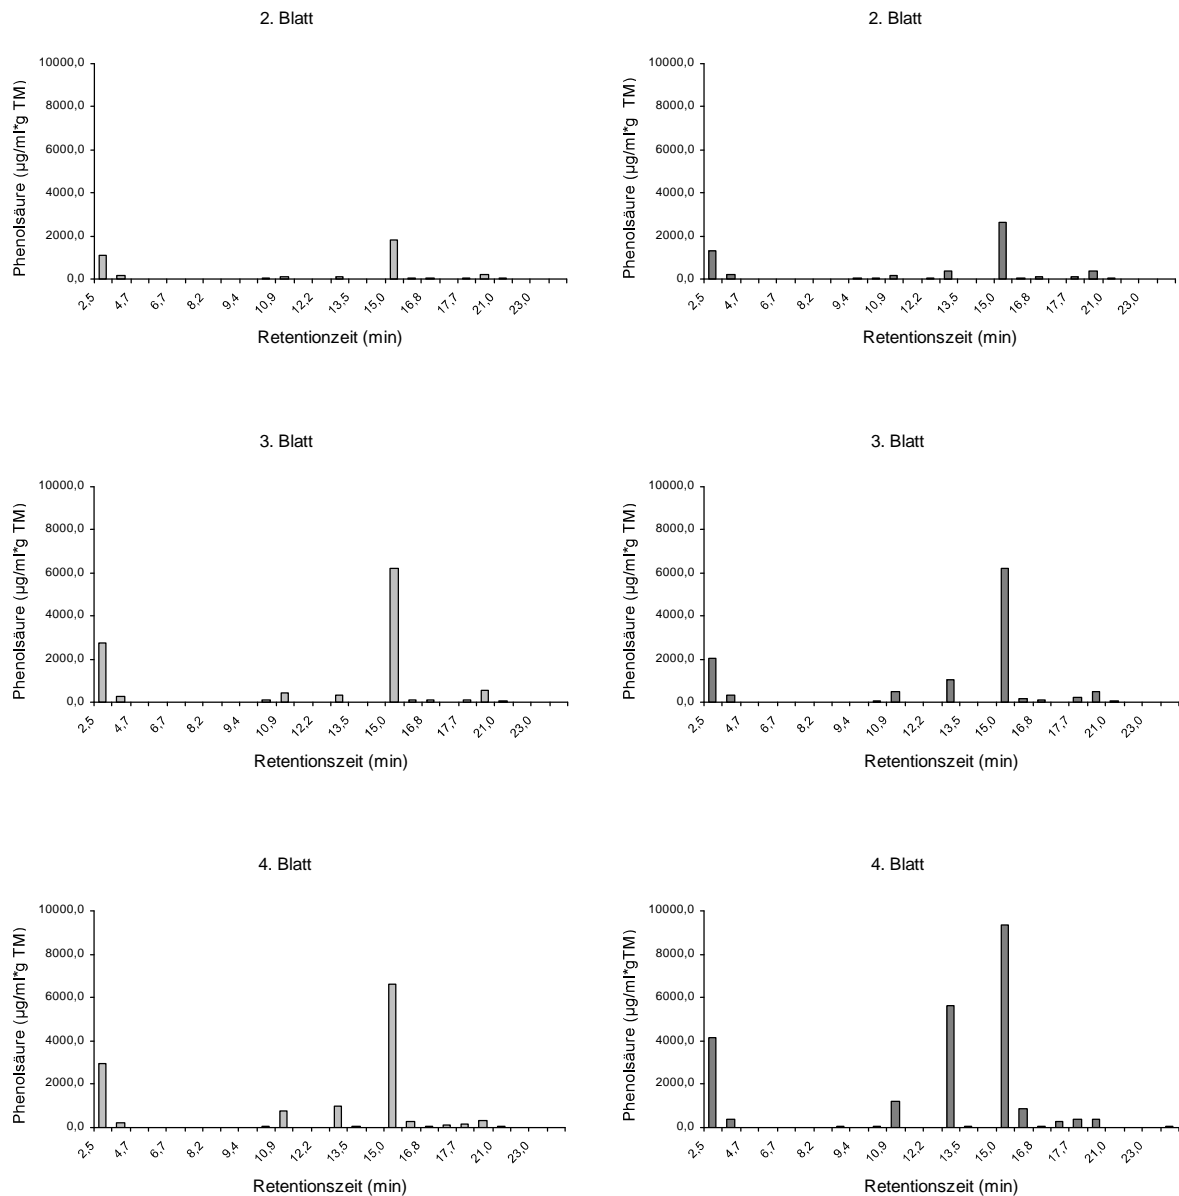 2. Blatt
10000,0
8000,0
6000,0
4000,0
2000,0
0,0
Phenolsäure (µg/ml*g TM)
2,5 4,7 6,7 8,2 9,4 10,9 12,2 13,5 15,0 16,8 17,7 21,0 23,0
Retentionzeit (min)
2. Blatt
10000,0
8000,0
6000,0
4000,0
2000,0
0,0
Phenolsäure (µg/ml*g TM)
2,5 4,7 6,7 8,2 9,4 10,9 12,2 13,5 15,0 16,8 17,7 21,0 23,0
Retentionszeit (min)
3. Blatt
10000,0
8000,0
6000,0
4000,0
2000,0
0,0
Phenolsäure (µg/ml*g TM)
2,5 4,7 6,7 8,2 9,4 10,9 12,2 13,5 15,0 16,8 17,7 21,0 23,0
Retentionszeit (min)
3. Blatt
10000,0
8000,0
6000,0
4000,0
2000,0
0,0
Phenolsäure (µg/ml*g TM)
2,5 4,7 6,7 8,2 9,4 10,9 12,2 13,5 15,0 16,8 17,7 21,0 23,0
Retentionszeit (min)
4. Blatt
10000,0
8000,0
6000,0
4000,0
2000,0
0,0
Phenolsäure (µg/ml*g TM)
2,5 4,7 6,7 8,2 9,4 10,9 12,2 13,5 15,0 16,8 17,7 21,0 23,0
Retentionszeit (min)
4. Blatt
10000,0
8000,0
6000,0
4000,0
2000,0
0,0
Phenolsäure (µg/ml*gTM)
2,5 4,7 6,7 8,2 9,4 10,9 12,2 13,5 15,0 16,8 17,7 21,0 23,0
Retentionszeit (min)